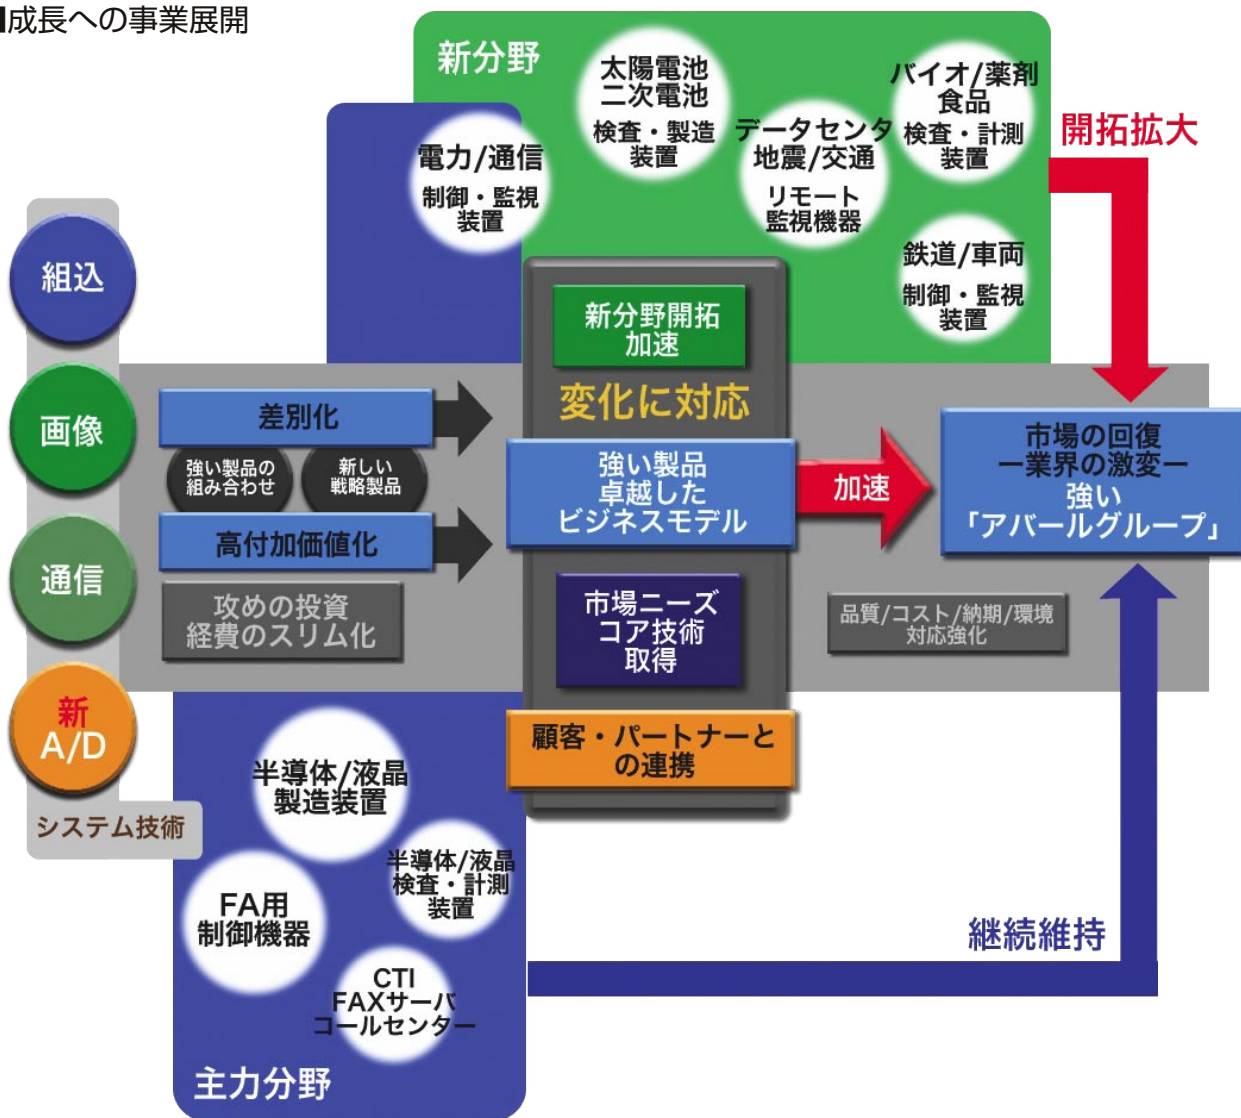 成長への事業展開
新分野
太陽電池
二次電池
検査・製造
装置
バイオ/薬剤
食品
検査・計測
装置
電力/通信
制御・監視
装置
データセンタ
地震/交通
リモート
監視機器
鉄道/車両
制御・監視
装置
開拓拡大
組込
画像
通信
新
A/D
システム技術
差別化
強い製品の
組み合わせ
新しい
戦略製品
高付加価値化
攻めの投資
経費のスリム化
新分野開拓
加速
変化に対応
強い製品
卓越した
ビジネスモデル
市場ニーズ
コア技術
取得
顧客・パートナーと
の連携
加速
市場の回復
ー業界の激変ー
強い
「アバールグループ」
品質/コスト/納期/環境
対応強化
半導体/液晶
製造装置
半導体/液晶
検査・計測
装置
FA用
制御機器
CTI
FAXサーバ
コールセンター
主力分野
継続維持